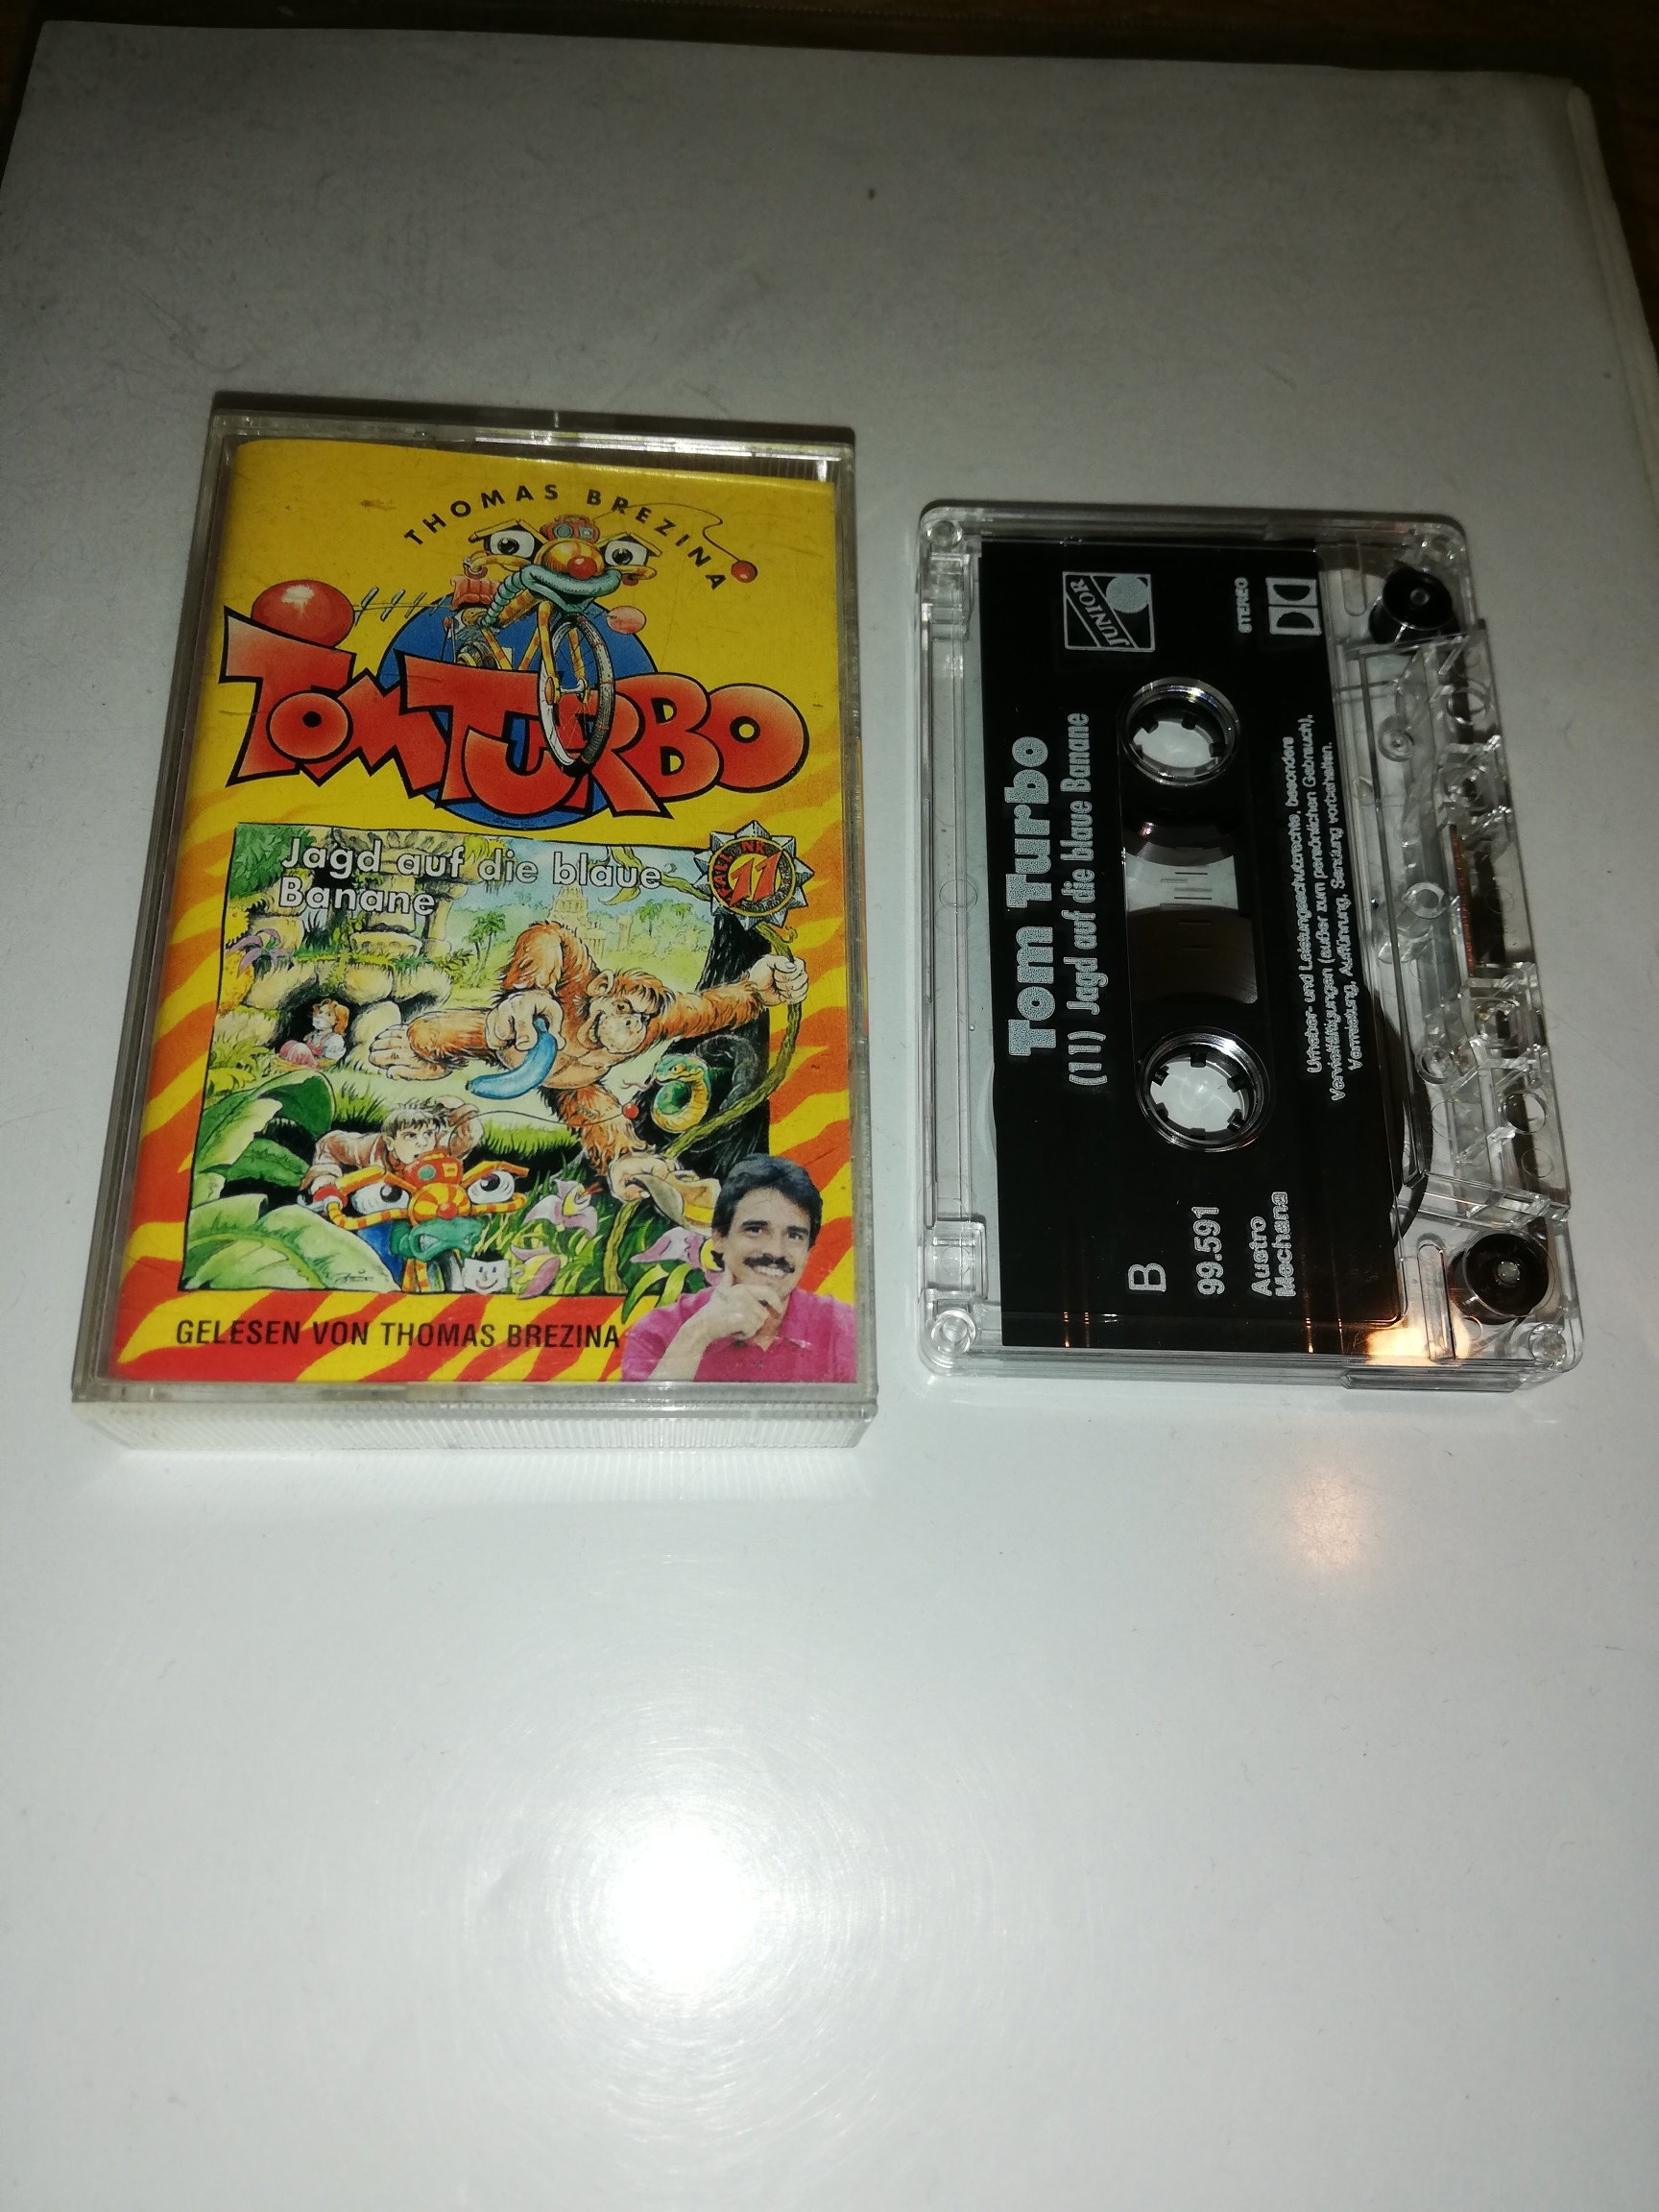 THOMAS BREZINA
TOM TURBO
Jagd auf die blaue
Banane
11
GELESEN VON THOMAS BREZINA
JUNIOR
STEREO
Tom Turbo
(11) Jagd auf die blaue Banane
B
99.591
Austro
Mechana
Urheber- und Leistungsschutzrechte, besondere
Vervielfältigungen (außer zum persönlichen Gebrauch),
Vermietung, Aufführung, Sendung vorbehalten.